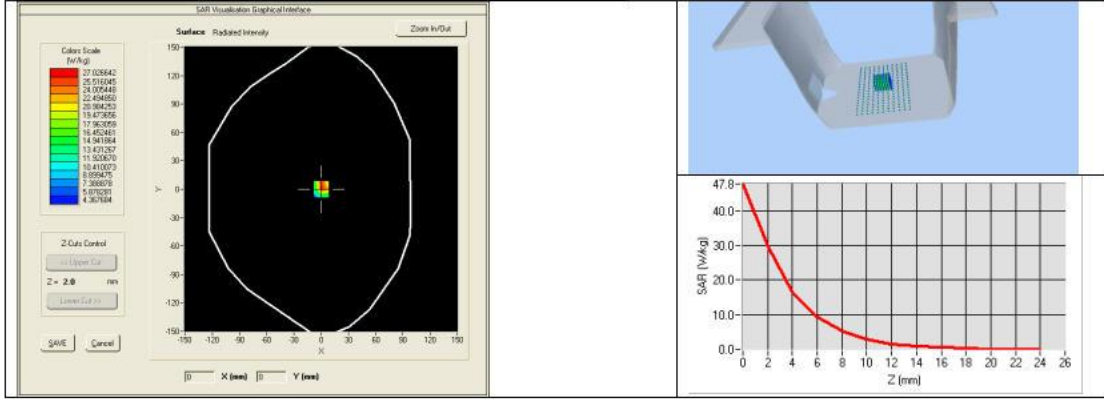 SAR Visualisation Graphical Interface
Surface Radiated Intensity
Zoom In/Out
Colors Scale
(W/kg)
27.026642
25.516045
24.005448
22.494850
20.984253
19.473656
17.963059
16.452461
14.941864
13.431267
11.920670
10.410073
8.899475
7.388878
5.878281
4.367684
150
120
90
60
30
0
-30
-60
-90
-120
-150
Y
-150 -120 -90 -60 -30 0 30 60 90 120 150
X
Z-Cuts Control
<< Upper Cut
Z = 2.0 mm
Lower Cut >>
SAVE Cancel
0 X (mm) 0 Y (mm)
47.8
40.0
30.0
20.0
10.0
0.0
SAR (W/kg)
0 2 4 6 8 10 12 14 16 18 20 22 24 26
Z (mm)